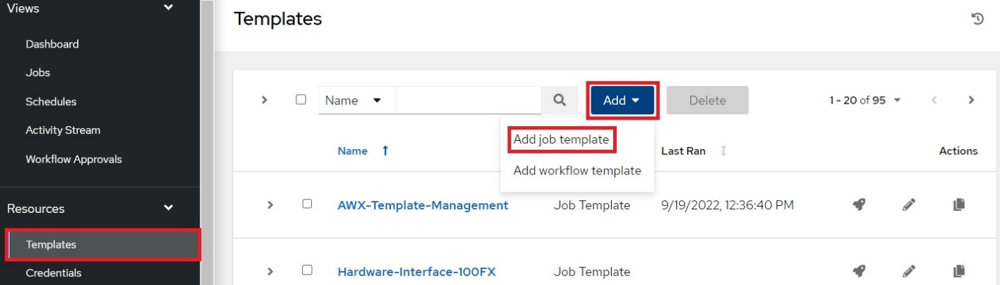 Views
Dashboard
Jobs
Schedules
Activity Stream
Workflow Approvals
Resources
Templates
Credentials
Templates
Name Add Delete 1 - 20 of 95
Add job template
Add workflow template
Name Last Ran Actions
AWX-Template-Management Job Template 9/19/2022, 12:36:40 PM
Hardware-Interface-100FX Job Template